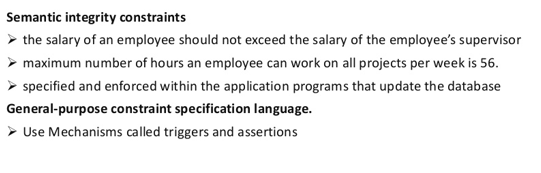 Semantic integrity constraints
➢ the salary of an employee should not exceed the salary of the employee’s supervisor
➢ maximum number of hours an employee can work on all projects per week is 56.
➢ specified and enforced within the application programs that update the database
General-purpose constraint specification language.
➢ Use Mechanisms called triggers and assertions